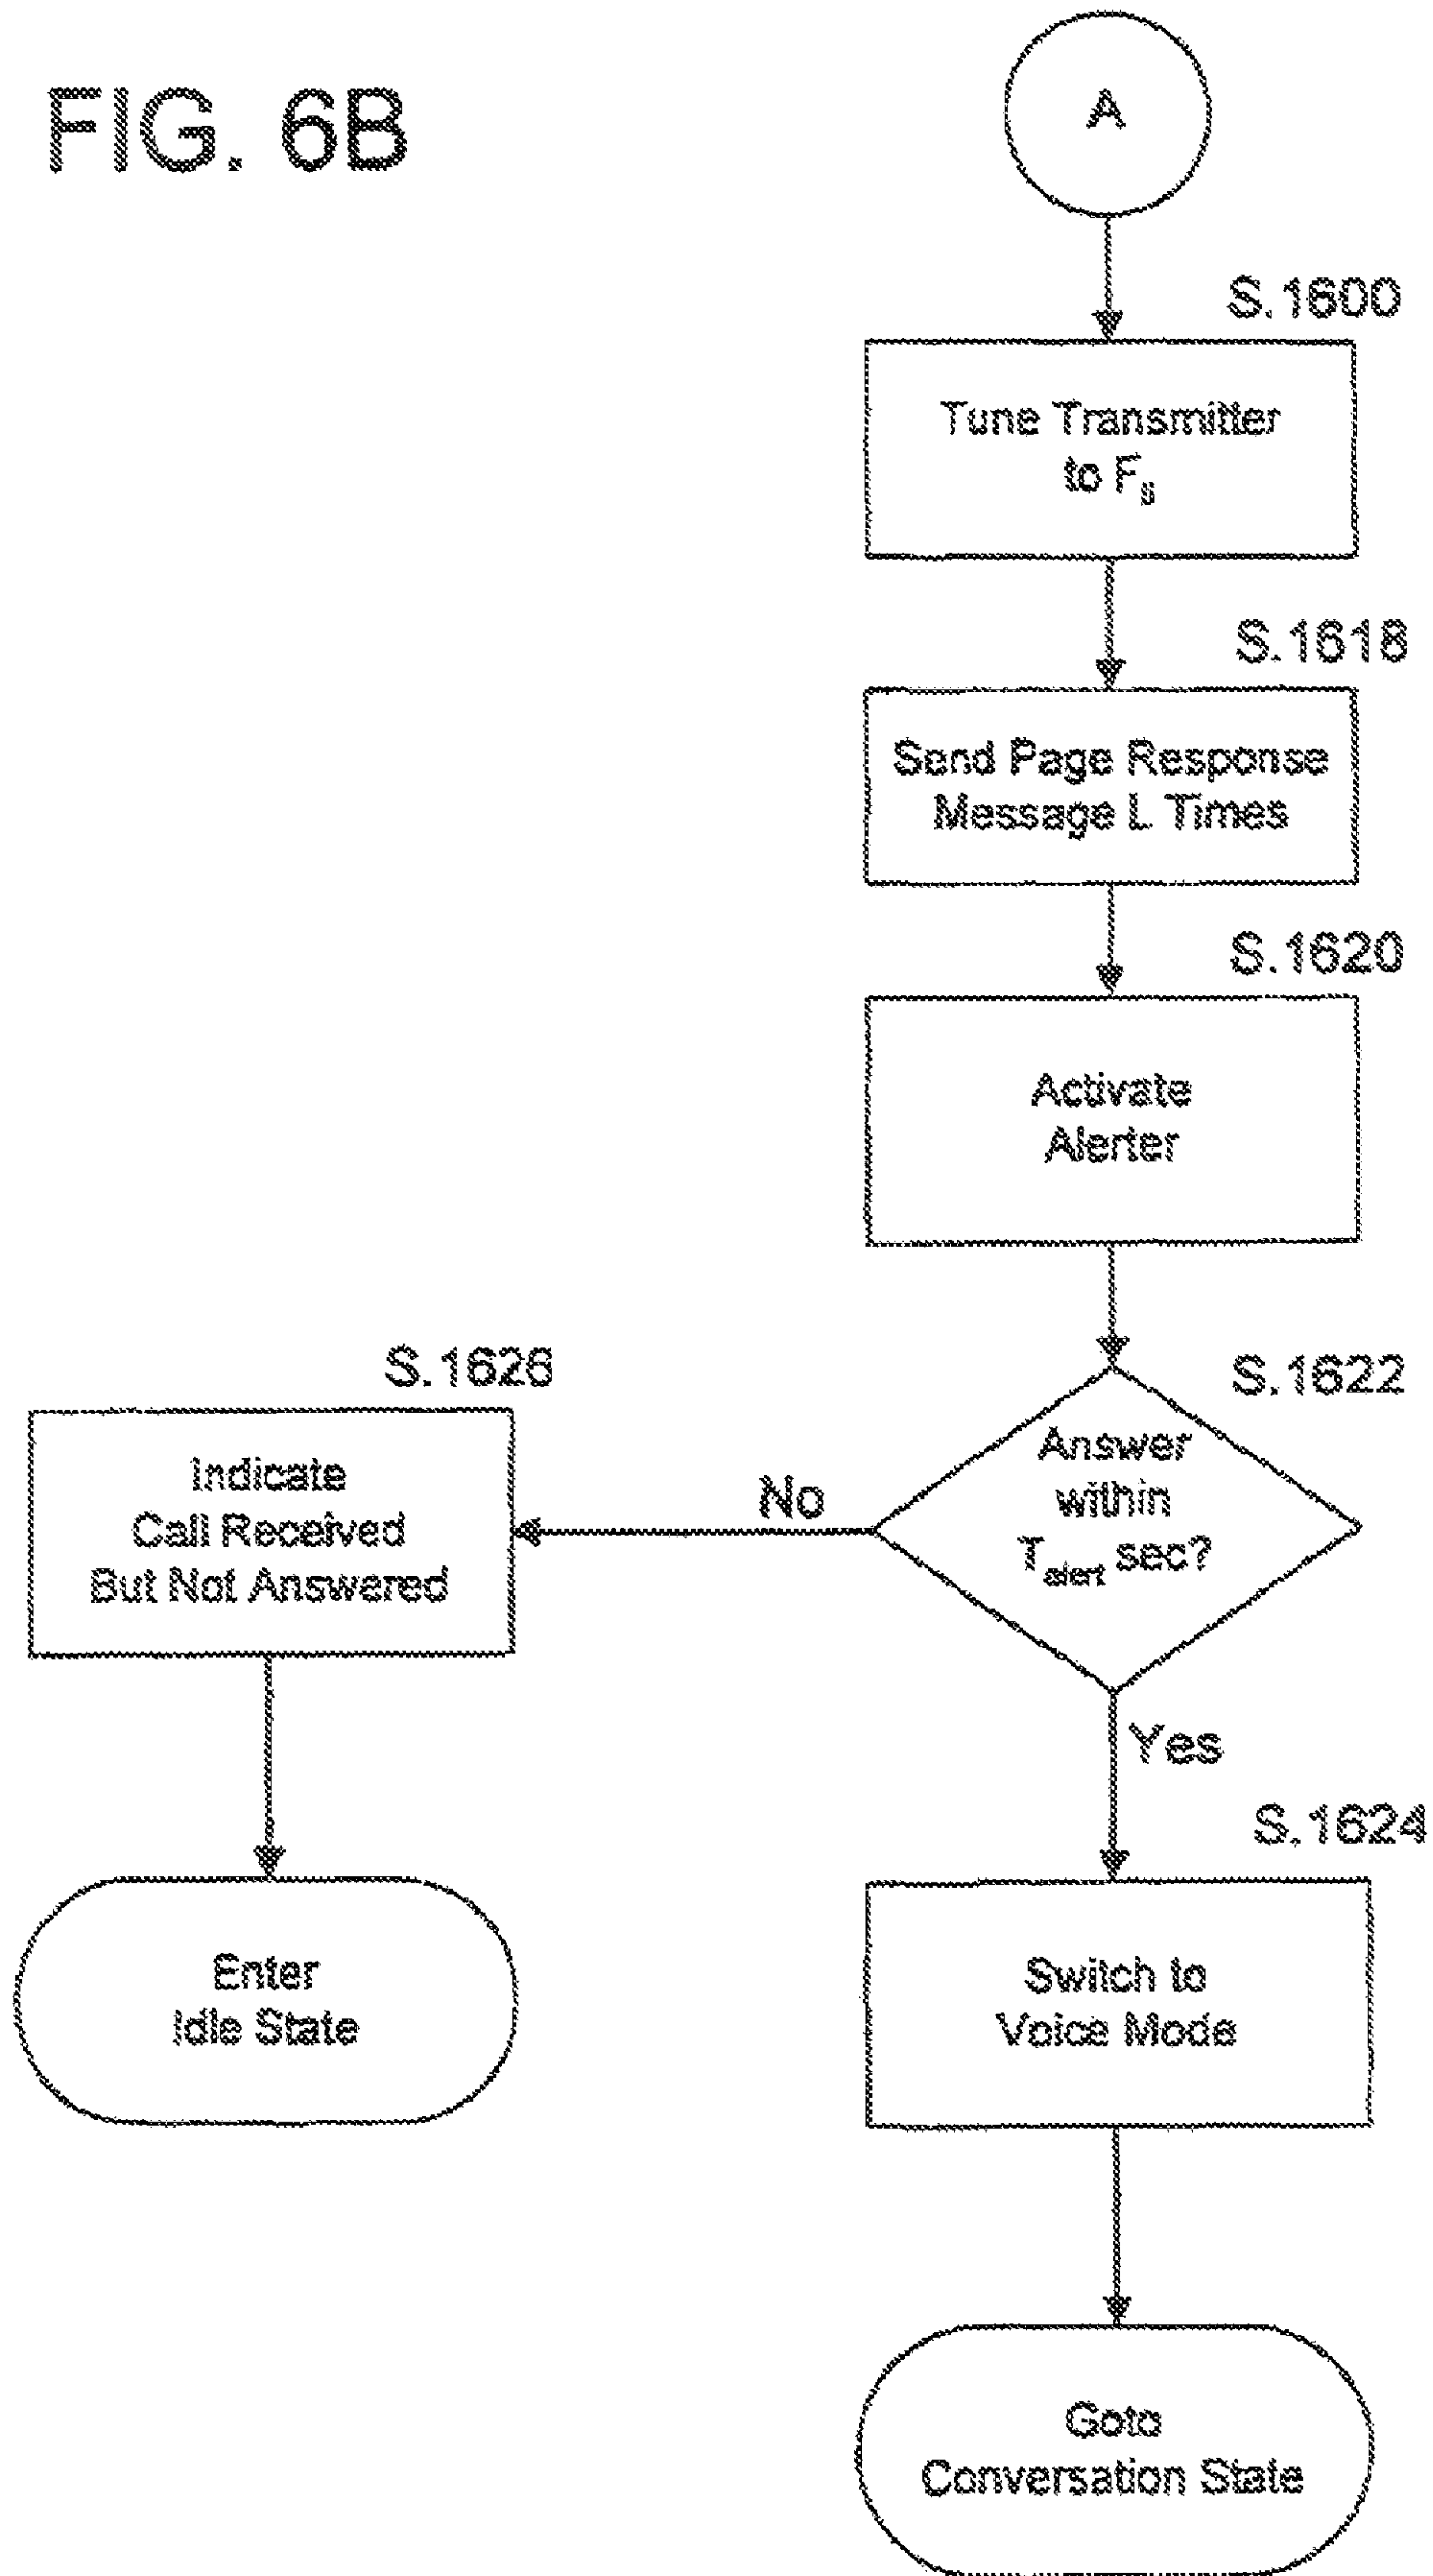 FIG. 6B
A
S.1600
Tune Transmitter
to Fs
S.1618
Send Page Response
Message L Times
S.1620
Activate
Alerter
S.1622
Answer
within
Talert sec?
No
S.1626
Indicate
Call Received
But Not Answered
Enter
Idle State
Yes
S.1624
Switch to
Voice Mode
Goto
Conversation State